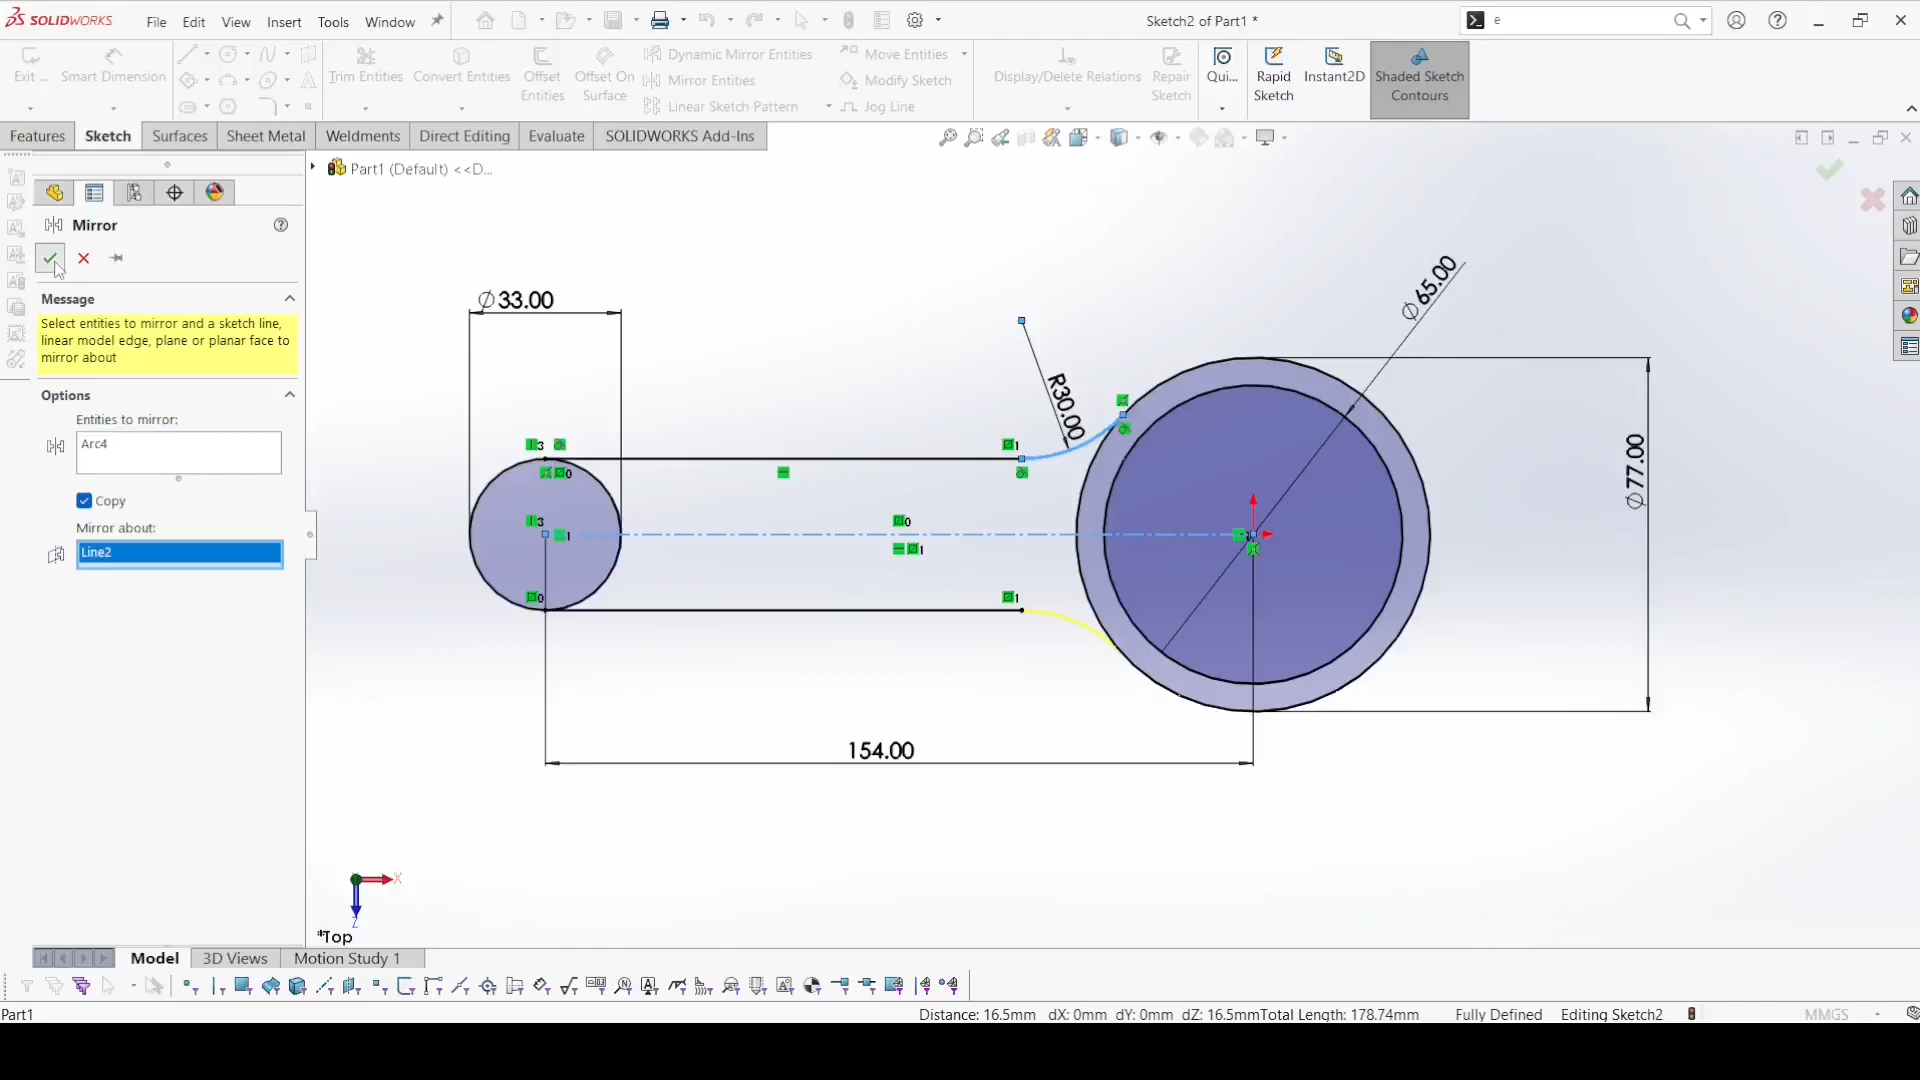 SOLIDWORKS
File Edit View Insert Tools Window
Sketch2 of Part1 *
e
Exit ...
Smart Dimension
Trim Entities
Convert Entities
Offset Entities
Offset On Surface
Dynamic Mirror Entities
Mirror Entities
Linear Sketch Pattern
Move Entities
Modify Sketch
Jog Line
Display/Delete Relations
Repair Sketch
Qui...
Rapid Sketch
Instant2D
Shaded Sketch Contours
Features Sketch Surfaces Sheet Metal Weldments Direct Editing Evaluate SOLIDWORKS Add-Ins
Part1 (Default) <<D...
Mirror
Message
Select entities to mirror and a sketch line,
linear model edge, plane or planar face to
mirror about
Options
Entities to mirror:
Arc4
Copy
Mirror about:
Line2
∅ 33.00
R30.00
∅ 65.00
∅ 77.00
154.00
X
Z
*Top
Model 3D Views Motion Study 1
Part1
Distance: 16.5mm dX: 0mm dY: 0mm dZ: 16.5mmTotal Length: 178.74mm Fully Defined Editing Sketch2 MMGS